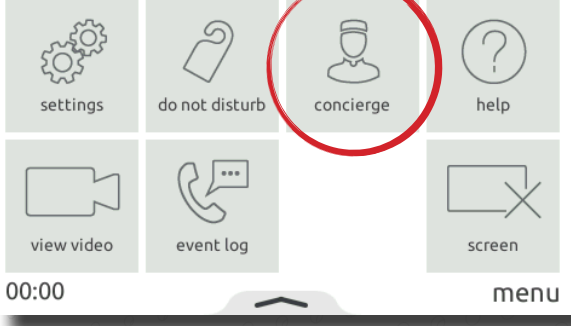 settings
do not disturb
concierge
help
view video
event log
screen
00:00
menu